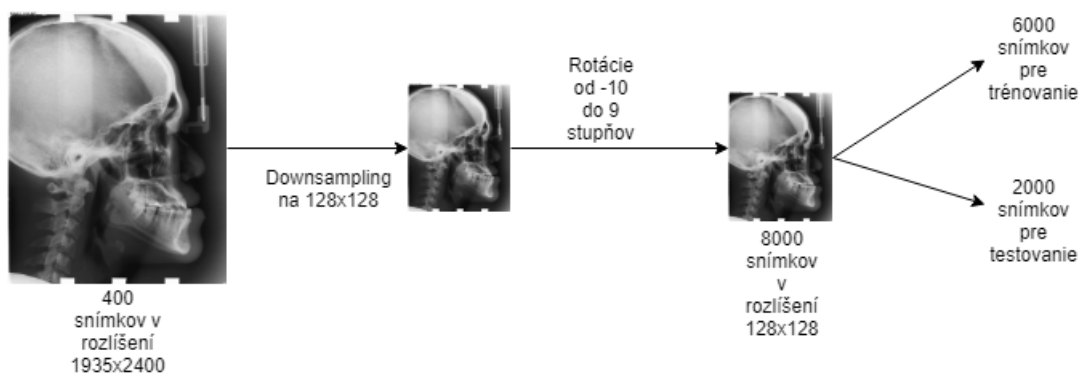 400
snímkov v
rozlíšení
1935x2400
Downsampling
na 128x128
Rotácie
od -10
do 9
stupňov
8000
snímkov
v
rozlíšení
128x128
6000
snímkov
pre
trénovanie
2000
snímkov
pre
testovanie